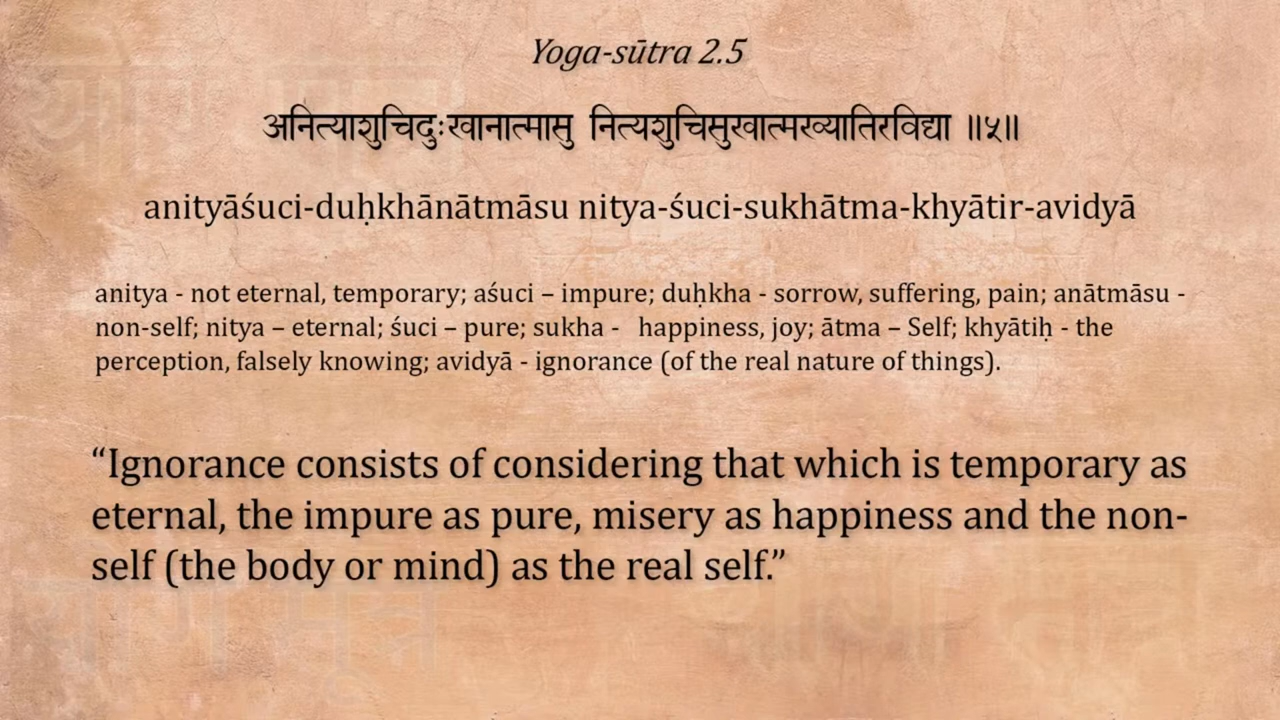 Yoga-sūtra 2.5
अनित्याशुचिदुःखानात्मासु नित्यशुचिसुखात्मख्यातिरविद्या ॥५॥
anityāśuci-duḥkhānātmāsu nitya-śuci-sukhātma-khyātir-avidyā
anitya - not eternal, temporary; aśuci – impure; duḥkha - sorrow, suffering, pain; anātmāsu -
non-self; nitya – eternal; śuci – pure; sukha - happiness, joy; ātma – Self; khyātiḥ - the
perception, falsely knowing; avidyā - ignorance (of the real nature of things).
“Ignorance consists of considering that which is temporary as
eternal, the impure as pure, misery as happiness and the non-
self (the body or mind) as the real self.”